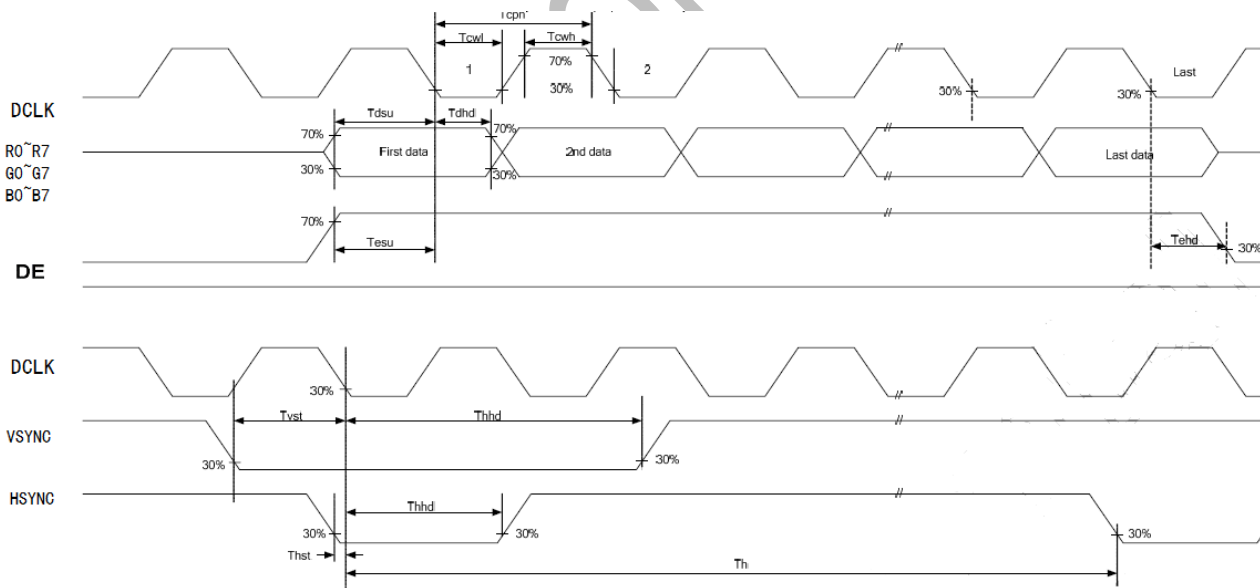 Tcph
Tcwl
Tcwh
1
70%
2
Last
30%
30%
30%
DCLK
Tdsu
Tdhd
70%
70%
R0~R7
First data
2nd data
Last data
G0~G7
30%
30%
B0~B7
70%
Tesu
Tehd
30%
DE
DCLK
30%
Tvst
Thhd
VSYNC
30%
30%
HSYNC
Thhd
30%
30%
30%
Thst
Th